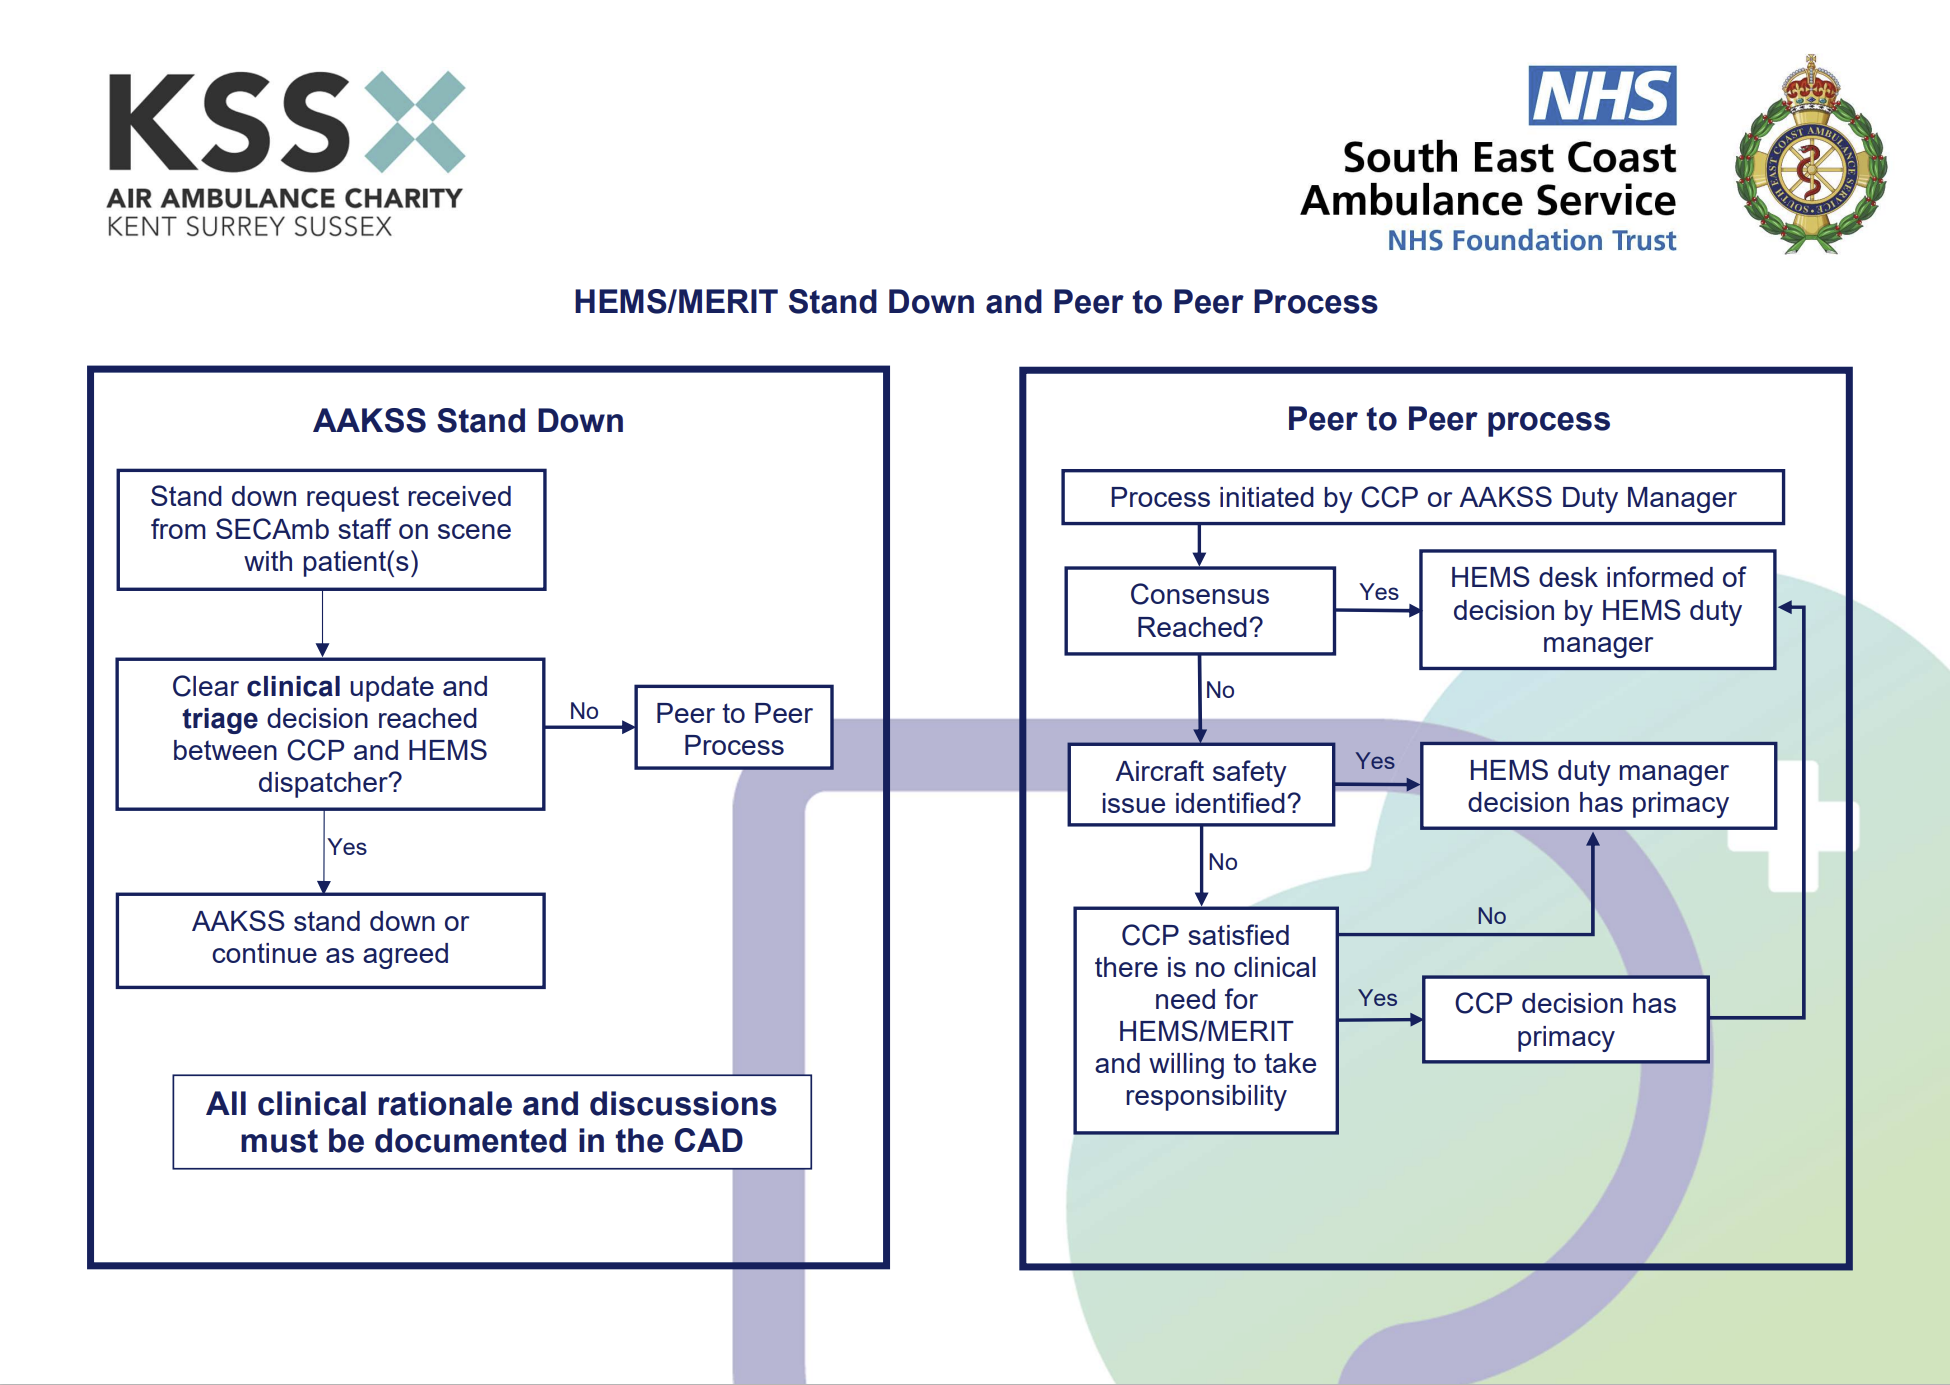 KSS
AIR AMBULANCE CHARITY
KENT SURREY SUSSEX
NHS
South East Coast
Ambulance Service
NHS Foundation Trust
SOUTH EAST COAST AMBULANCE SERVICE
HEMS/MERIT Stand Down and Peer to Peer Process
AAKSS Stand Down
Stand down request received
from SECAmb staff on scene
with patient(s)
Clear clinical update and
triage decision reached
between CCP and HEMS
dispatcher?
No
Peer to Peer
Process
Yes
AAKSS stand down or
continue as agreed
All clinical rationale and discussions
must be documented in the CAD
Peer to Peer process
Process initiated by CCP or AAKSS Duty Manager
Consensus
Reached?
Yes
HEMS desk informed of
decision by HEMS duty
manager
No
Aircraft safety
issue identified?
Yes
HEMS duty manager
decision has primacy
No
CCP satisfied
there is no clinical
need for
HEMS/MERIT
and willing to take
responsibility
No
Yes
CCP decision has
primacy